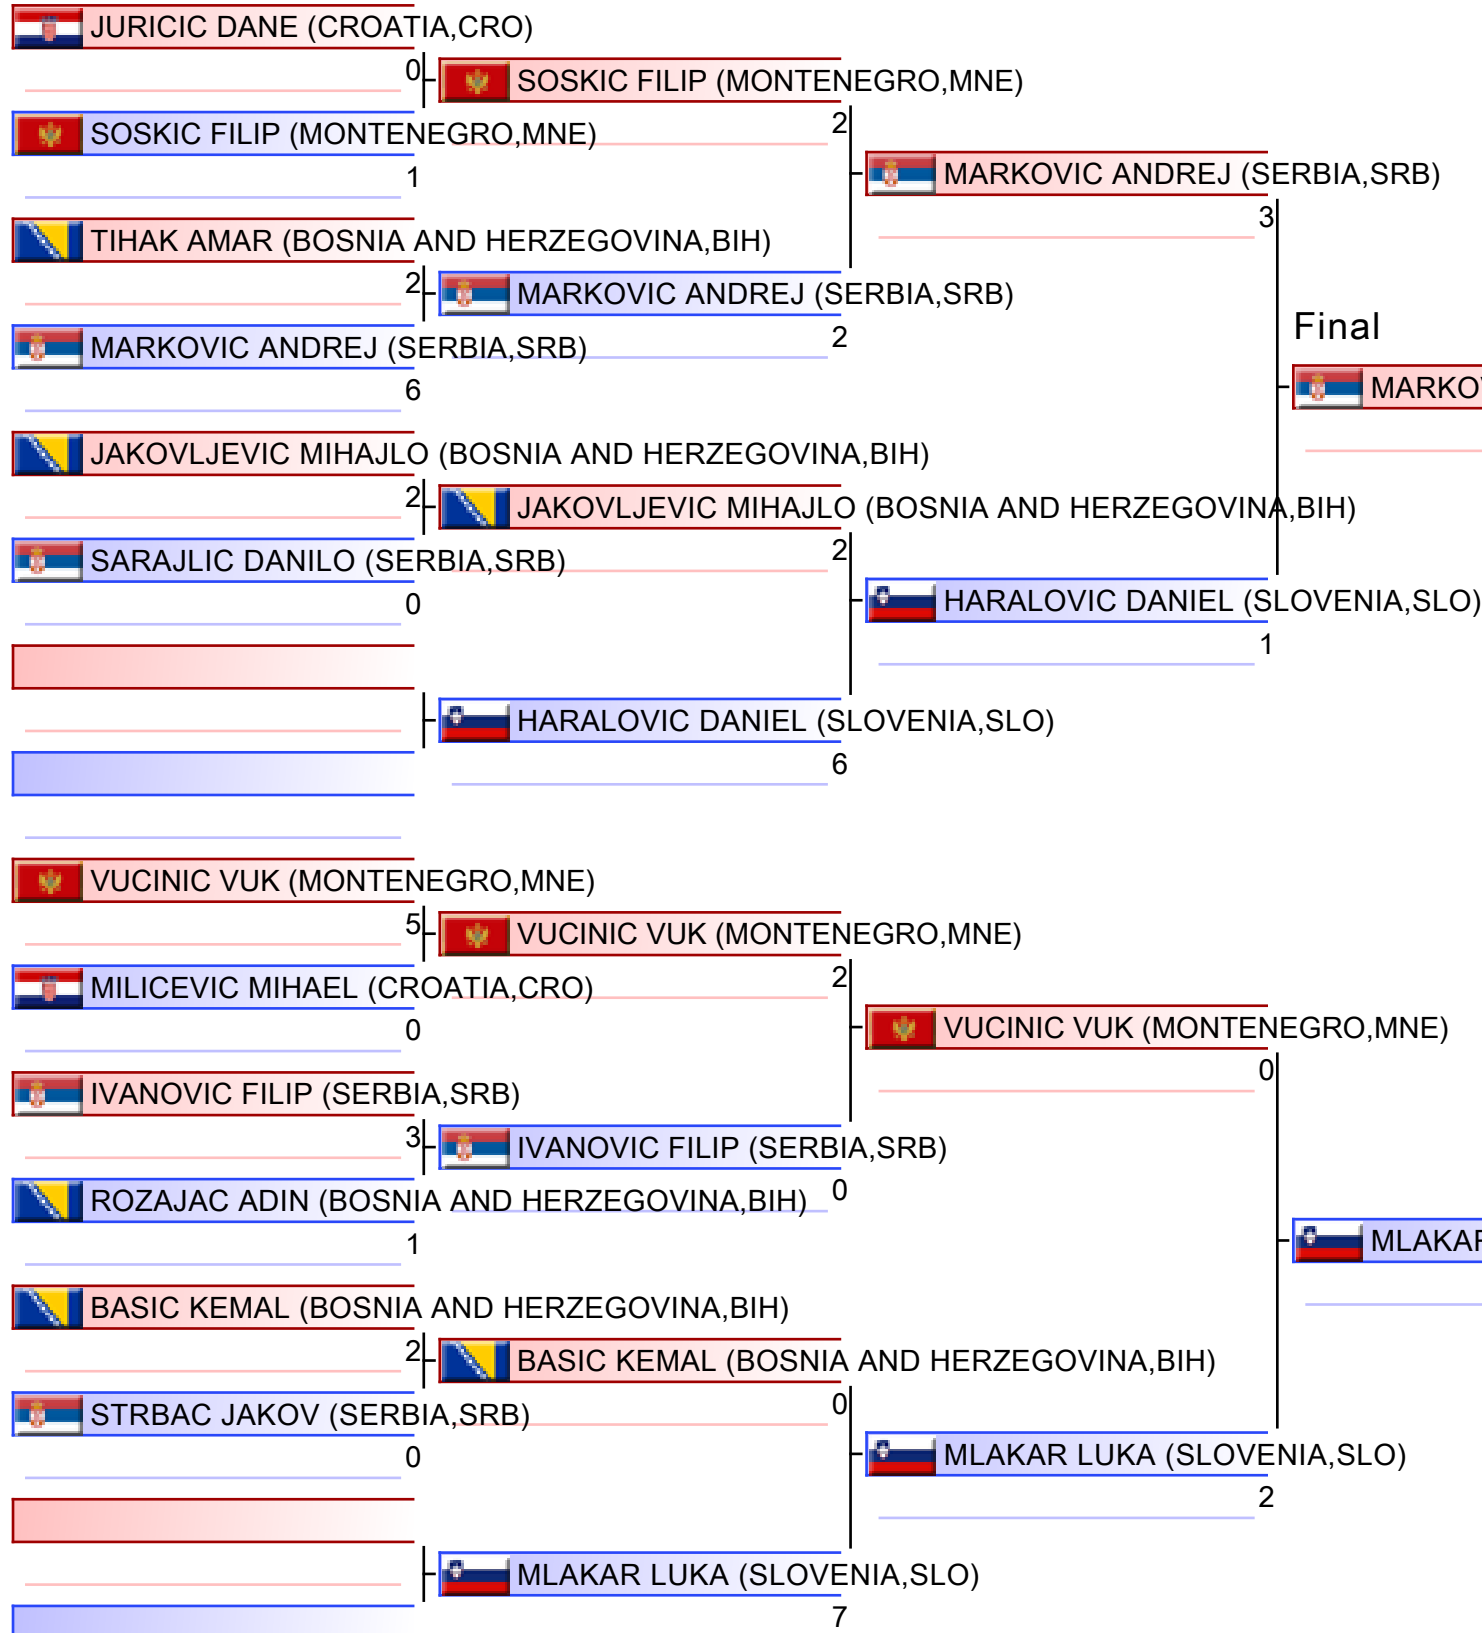 JURICIC DANE (CROATIA,CRO)
0
SOSKIC FILIP (MONTENEGRO,MNE)
1
TIHAK AMAR (BOSNIA AND HERZEGOVINA,BIH)
2
MARKOVIC ANDREJ (SERBIA,SRB)
6
JAKOVLJEVIC MIHAJLO (BOSNIA AND HERZEGOVINA,BIH)
2
SARAJLIC DANILO (SERBIA,SRB)
0
VUCINIC VUK (MONTENEGRO,MNE)
5
MILICEVIC MIHAEL (CROATIA,CRO)
0
IVANOVIC FILIP (SERBIA,SRB)
3
ROZAJAC ADIN (BOSNIA AND HERZEGOVINA,BIH)
1
BASIC KEMAL (BOSNIA AND HERZEGOVINA,BIH)
2
STRBAC JAKOV (SERBIA,SRB)
0
SOSKIC FILIP (MONTENEGRO,MNE)
2
MARKOVIC ANDREJ (SERBIA,SRB)
2
JAKOVLJEVIC MIHAJLO (BOSNIA AND HERZEGOVINA,BIH)
2
HARALOVIC DANIEL (SLOVENIA,SLO)
6
VUCINIC VUK (MONTENEGRO,MNE)
2
IVANOVIC FILIP (SERBIA,SRB)
0
BASIC KEMAL (BOSNIA AND HERZEGOVINA,BIH)
0
MLAKAR LUKA (SLOVENIA,SLO)
7
MARKOVIC ANDREJ (SERBIA,SRB)
3
HARALOVIC DANIEL (SLOVENIA,SLO)
1
VUCINIC VUK (MONTENEGRO,MNE)
0
MLAKAR LUKA (SLOVENIA,SLO)
2
Final
MARKO
MLAKAR